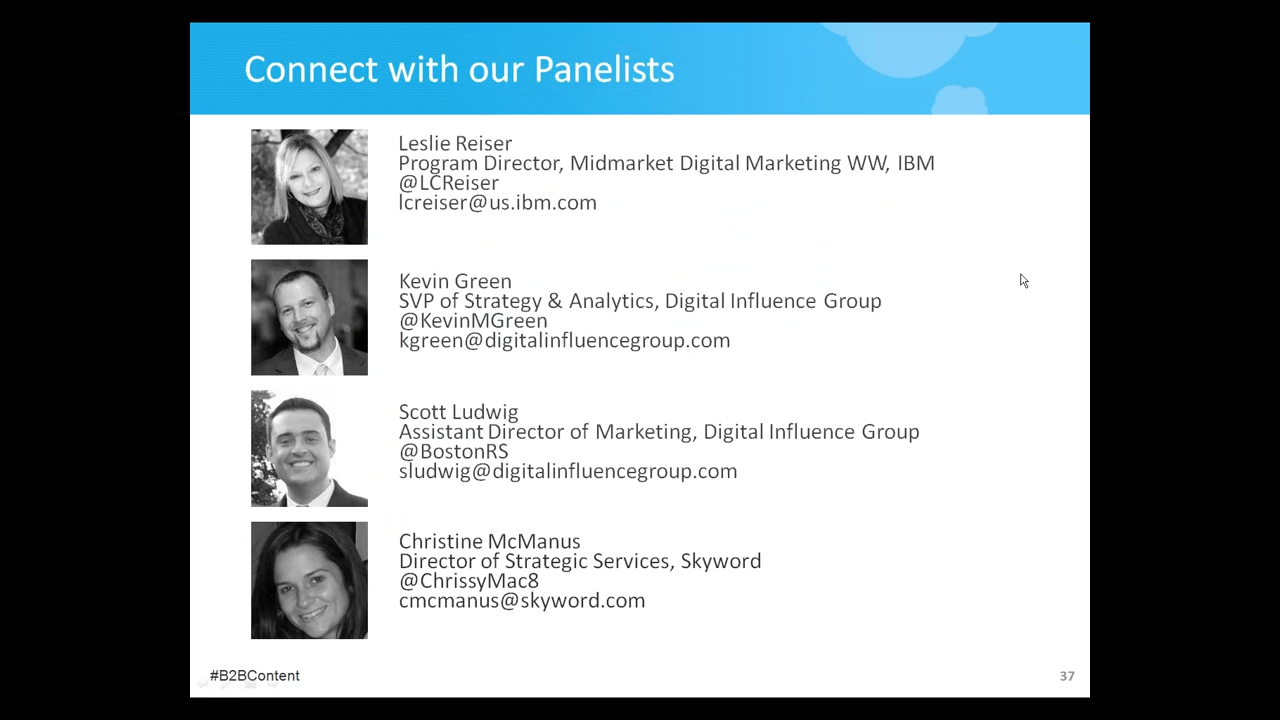 Connect with our Panelists
Leslie Reiser
Program Director, Midmarket Digital Marketing WW, IBM
@LCReiser
lcreiser@us.ibm.com
Kevin Green
SVP of Strategy & Analytics, Digital Influence Group
@KevinMGreen
kgreen@digitalinfluencegroup.com
Scott Ludwig
Assistant Director of Marketing, Digital Influence Group
@BostonRS
sludwig@digitalinfluencegroup.com
Christine McManus
Director of Strategic Services, Skyword
@ChrissyMac8
cmcmanus@skyword.com
#B2BContent
37